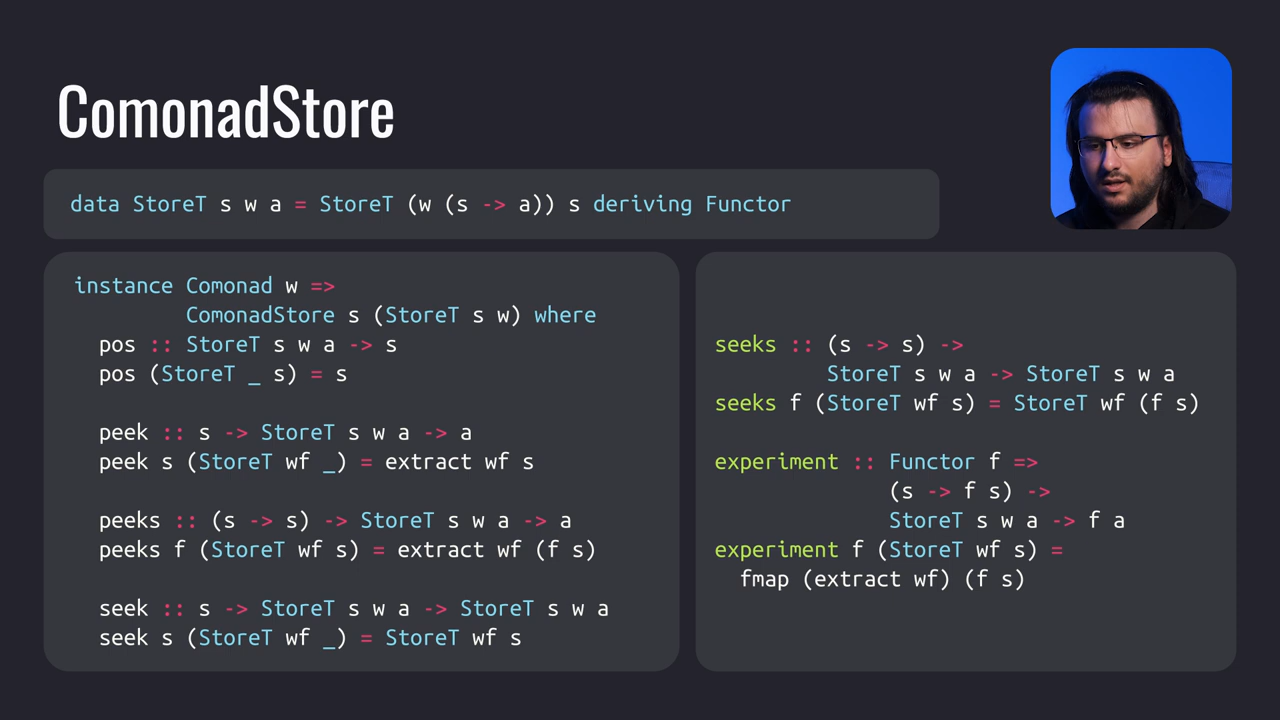 ComonadStore
data StoreT s w a = StoreT (w (s -> a)) s deriving Functor
instance Comonad w =>
ComonadStore s (StoreT s w) where
pos :: StoreT s w a -> s
pos (StoreT _ s) = s
peek :: s -> StoreT s w a -> a
peek s (StoreT wf _) = extract wf s
peeks :: (s -> s) -> StoreT s w a -> a
peeks f (StoreT wf s) = extract wf (f s)
seek :: s -> StoreT s w a -> StoreT s w a
seek s (StoreT wf _) = StoreT wf s
seeks :: (s -> s) ->
StoreT s w a -> StoreT s w a
seeks f (StoreT wf s) = StoreT wf (f s)
experiment :: Functor f =>
(s -> f s) ->
StoreT s w a -> f a
experiment f (StoreT wf s) =
fmap (extract wf) (f s)